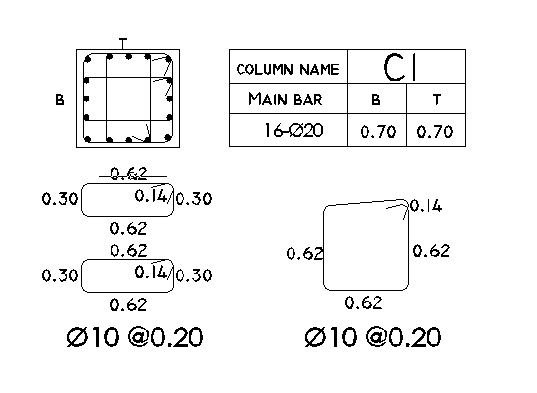 T
B
COLUMN NAME C1
MAIN BAR B T
16-Ø20 0.70 0.70
0.62
0.30 0.14 0.30
0.62
0.62
0.30 0.14 0.30
0.62
Ø10 @0.20
0.14
0.62 0.62
0.62
Ø10 @0.20